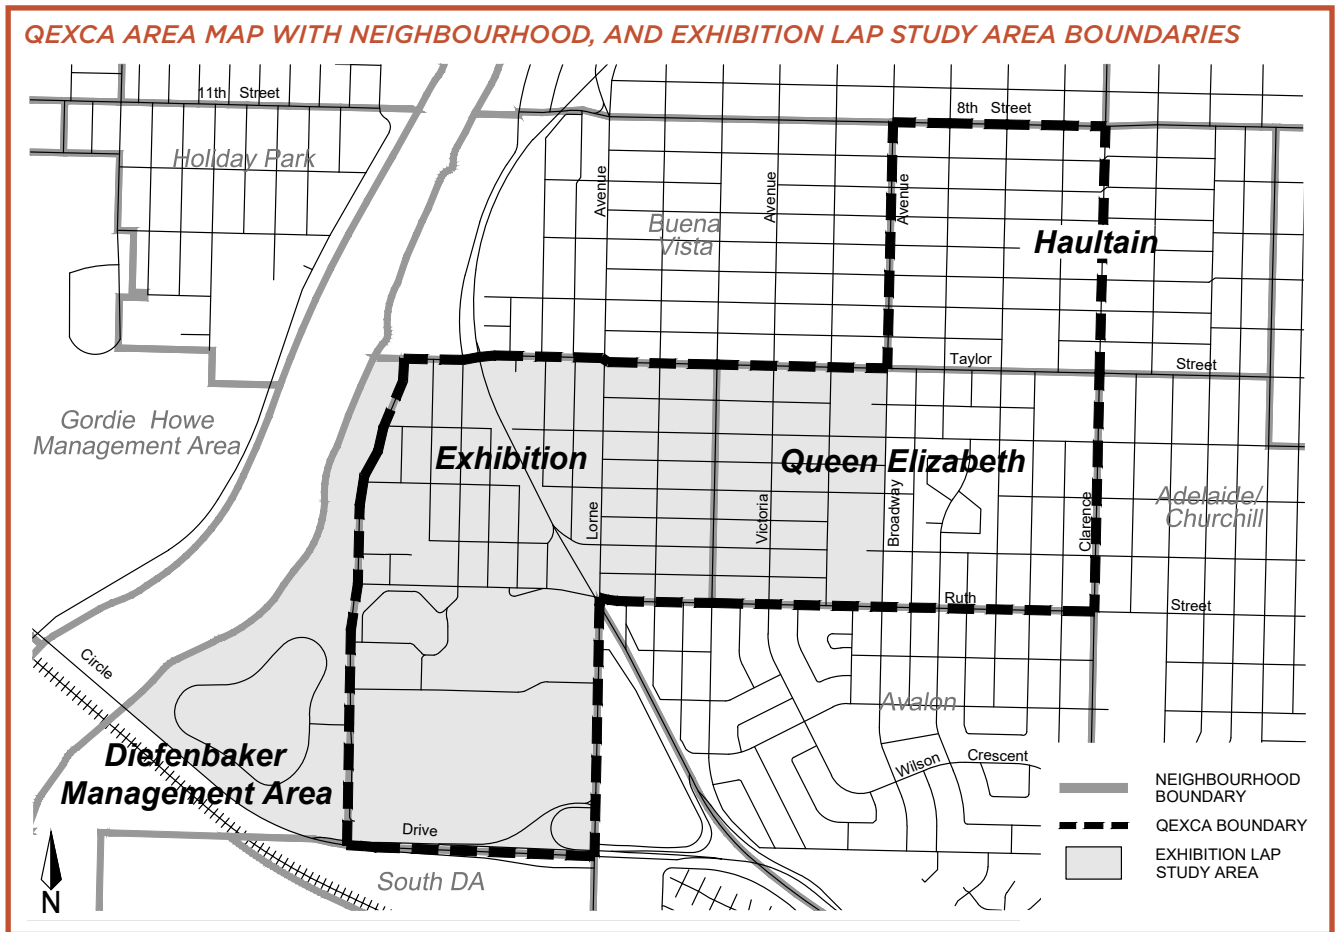 QEXCA AREA MAP WITH NEIGHBOURHOOD, AND EXHIBITION LAP STUDY AREA BOUNDARIES
11th Street
8th Street
Holiday Park
Avenue
Avenue
Avenue
Buena
Vista
Haultain
Taylor
Street
Gordie Howe
Management Area
Exhibition
Queen Elizabeth
Lorne
Victoria
Broadway
Clarence
Adelaide/
Churchill
Ruth
Street
Circle
Avalon
Diefenbaker
Management Area
Wilson
Crescent
Drive
South DA
N
NEIGHBOURHOOD
BOUNDARY
QEXCA BOUNDARY
EXHIBITION LAP
STUDY AREA